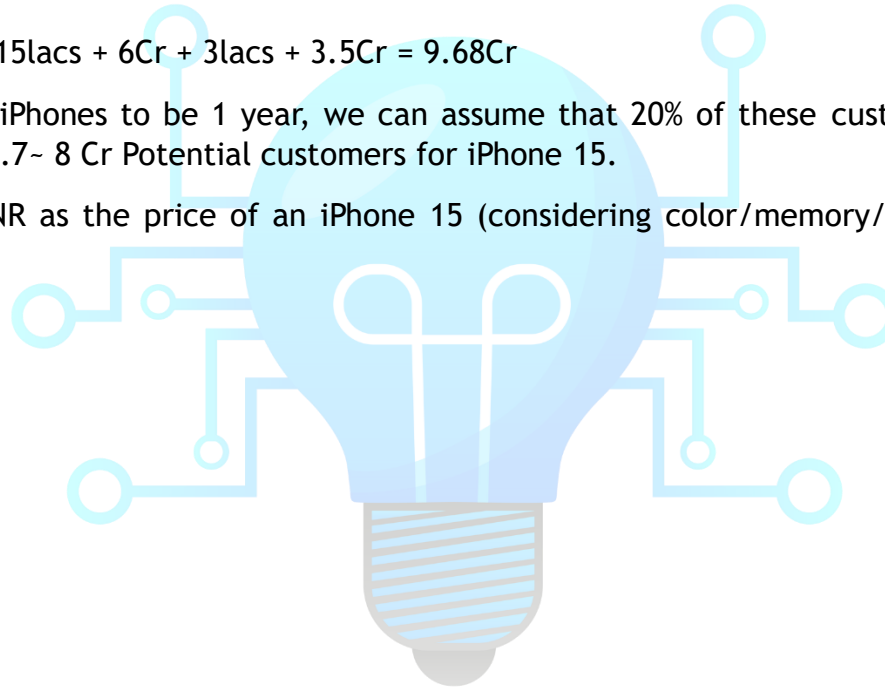 15lacs + 6Cr + 3lacs + 3.5Cr = 9.68Cr
iPhones to be 1 year, we can assume that 20% of these cust
.7~ 8 Cr Potential customers for iPhone 15.
NR as the price of an iPhone 15 (considering color/memory/